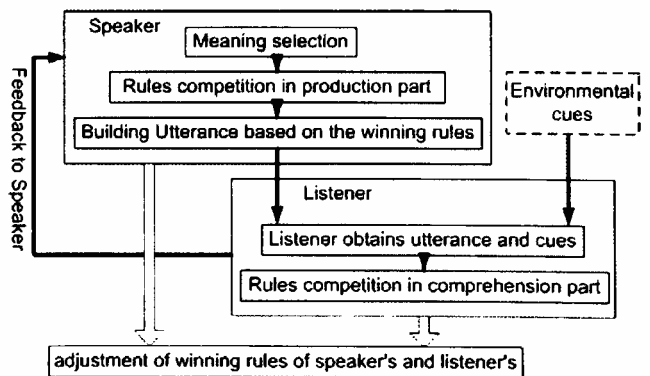 Speaker
Meaning selection
Rules competition in production part
Building Utterance based on the winning rules
Environmental
cues
Feedback to Speaker
Listener
Listener obtains utterance and cues
Rules competition in comprehension part
adjustment of winning rules of speaker's and listener's